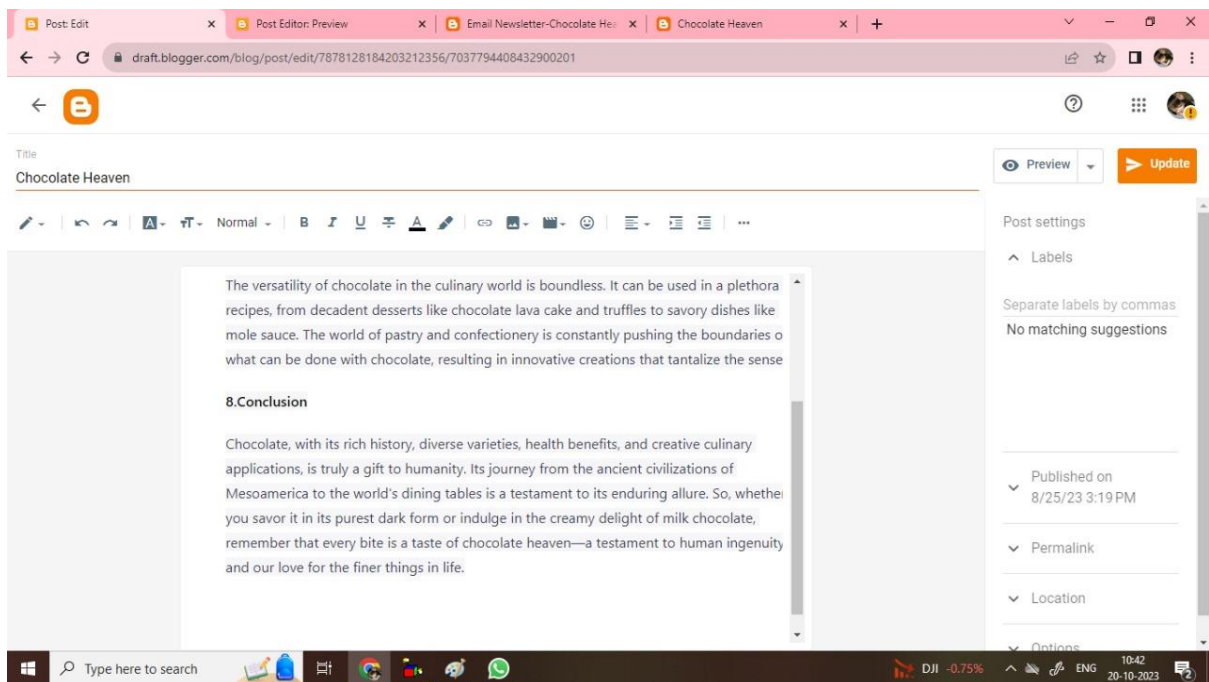 Post: Edit
Post Editor: Preview
Email Newsletter-Chocolate Hea
Chocolate Heaven
draft.blogger.com/blog/post/edit/7878128184203212356/7037794408432900201
Title
Chocolate Heaven
Preview
Update
Normal
B I U A
Post settings
Labels
Separate labels by commas
No matching suggestions
Published on
8/25/23 3:19 PM
Permalink
Location
Options
The versatility of chocolate in the culinary world is boundless. It can be used in a plethora
recipes, from decadent desserts like chocolate lava cake and truffles to savory dishes like
mole sauce. The world of pastry and confectionery is constantly pushing the boundaries o
what can be done with chocolate, resulting in innovative creations that tantalize the sense
8.Conclusion
Chocolate, with its rich history, diverse varieties, health benefits, and creative culinary
applications, is truly a gift to humanity. Its journey from the ancient civilizations of
Mesoamerica to the world's dining tables is a testament to its enduring allure. So, whether
you savor it in its purest dark form or indulge in the creamy delight of milk chocolate,
remember that every bite is a taste of chocolate heaven—a testament to human ingenuity
and our love for the finer things in life.
Type here to search
DJI -0.75%
ENG
10:42
20-10-2023
2